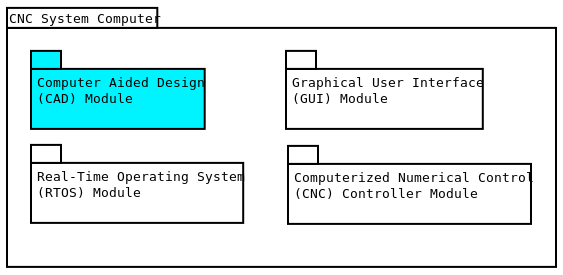 CNC System Computer
Computer Aided Design
(CAD) Module
Graphical User Interface
(GUI) Module
Real-Time Operating System
(RTOS) Module
Computerized Numerical Control
(CNC) Controller Module